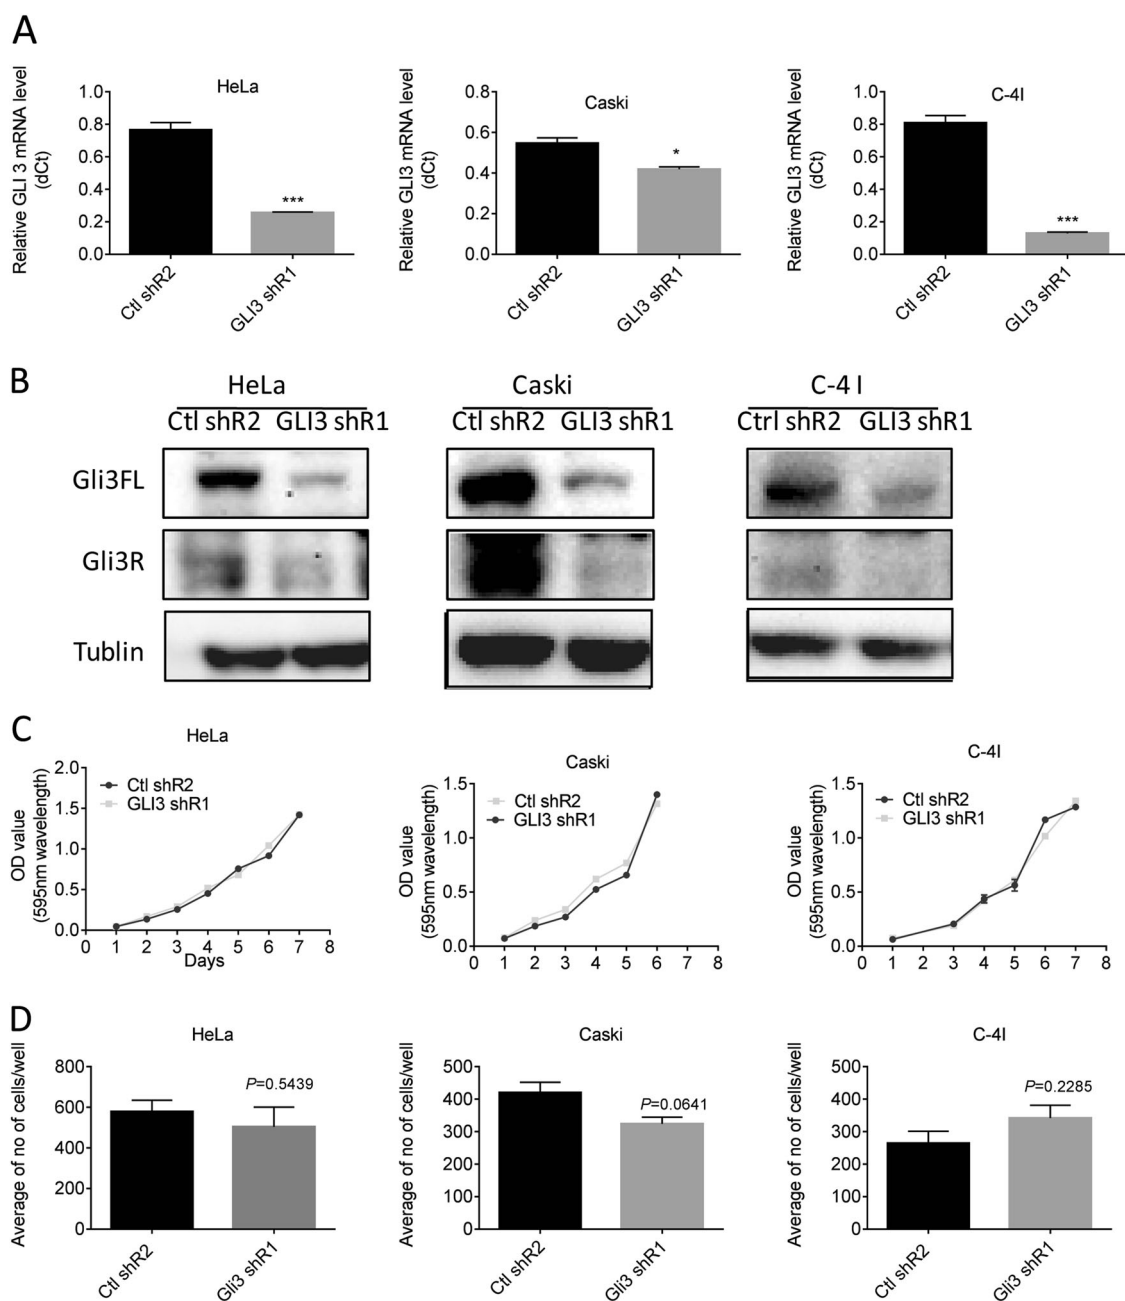 A
HeLa
Relative GLI 3 mRNA level
(dCt)
1.0
0.8
0.6
0.4
0.2
0.0
***
Ctl shR2
GLI3 shR1
Caski
Relative GLI3 mRNA level
(dCt)
0.8
0.6
0.4
0.2
0.0
*
Ctl shR2
GLI3 shR1
C-4I
Relative GLI3 mRNA level
(dCt)
1.0
0.8
0.6
0.4
0.2
0.0
***
Ctl shR2
GLI3 shR1
B
HeLa
Caski
C-4 I
Ctl shR2 GLI3 shR1
Ctl shR2 GLI3 shR1
Ctrl shR2 GLI3 shR1
Gli3FL
Gli3R
Tublin
C
HeLa
OD value
(595nm wavelength)
2.0
1.5
1.0
0.5
0.0
Ctl shR2
GLI3 shR1
0 1 2 3 4 5 6 7 8
Days
Caski
OD value
(595nm wavelength)
1.5
1.0
0.5
0.0
Ctl shR2
GLI3 shR1
0 1 2 3 4 5 6 7 8
C-4I
OD value
(595nm wavelength)
1.5
1.0
0.5
0.0
Ctl shR2
GLI3 shR1
0 1 2 3 4 5 6 7 8
D
HeLa
Average of no of cells/well
800
600
400
200
0
P=0.5439
Ctl shR2
Gli3 shR1
Caski
Average of no of cells/well
500
400
300
200
100
0
P=0.0641
Ctl shR2
Gli3 shR1
C-4I
Average of no of cells/well
500
400
300
200
100
0
P=0.2285
Ctl shR2
Gli3 shR1